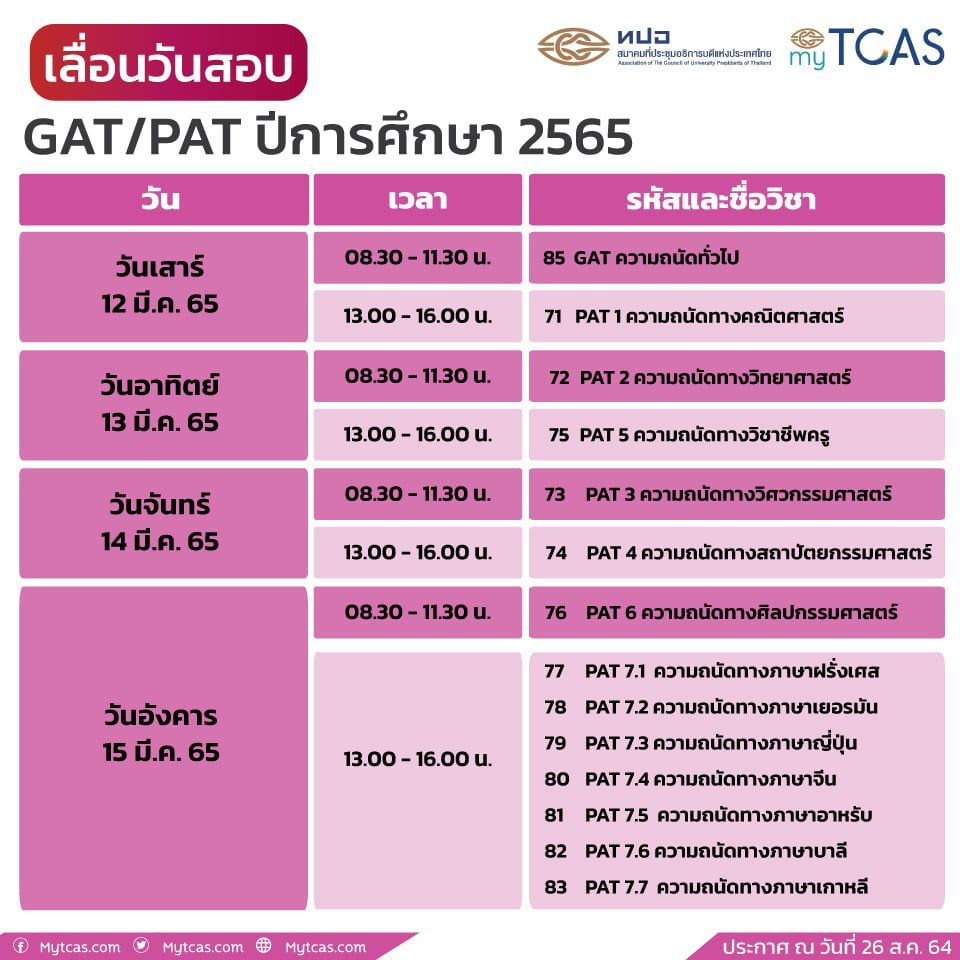 เลื่อนวันสอบ
ทปอ
สมาคมที่ประชุมอธิการบดีแห่งประเทศไทย
Association of The Council of University Presidents of Thailand
myTCAS
GAT/PAT ปีการศึกษา 2565
วัน เวลา รหัสและชื่อวิชา
วันเสาร์
12 มี.ค. 65
08.30 - 11.30 น. 85 GAT ความถนัดทั่วไป
13.00 - 16.00 น. 71 PAT 1 ความถนัดทางคณิตศาสตร์
วันอาทิตย์
13 มี.ค. 65
08.30 - 11.30 น. 72 PAT 2 ความถนัดทางวิทยาศาสตร์
13.00 - 16.00 น. 75 PAT 5 ความถนัดทางวิชาชีพครู
วันจันทร์
14 มี.ค. 65
08.30 - 11.30 น. 73 PAT 3 ความถนัดทางวิศวกรรมศาสตร์
13.00 - 16.00 น. 74 PAT 4 ความถนัดทางสถาปัตยกรรมศาสตร์
วันอังคาร
15 มี.ค. 65
08.30 - 11.30 น. 76 PAT 6 ความถนัดทางศิลปกรรมศาสตร์
13.00 - 16.00 น.
77 PAT 7.1 ความถนัดทางภาษาฝรั่งเศส
78 PAT 7.2 ความถนัดทางภาษาเยอรมัน
79 PAT 7.3 ความถนัดทางภาษาญี่ปุ่น
80 PAT 7.4 ความถนัดทางภาษาจีน
81 PAT 7.5 ความถนัดทางภาษาอาหรับ
82 PAT 7.6 ความถนัดทางภาษาบาลี
83 PAT 7.7 ความถนัดทางภาษาเกาหลี
Mytcas.com Mytcas.com Mytcas.com
ประกาศ ณ วันที่ 26 ส.ค. 64